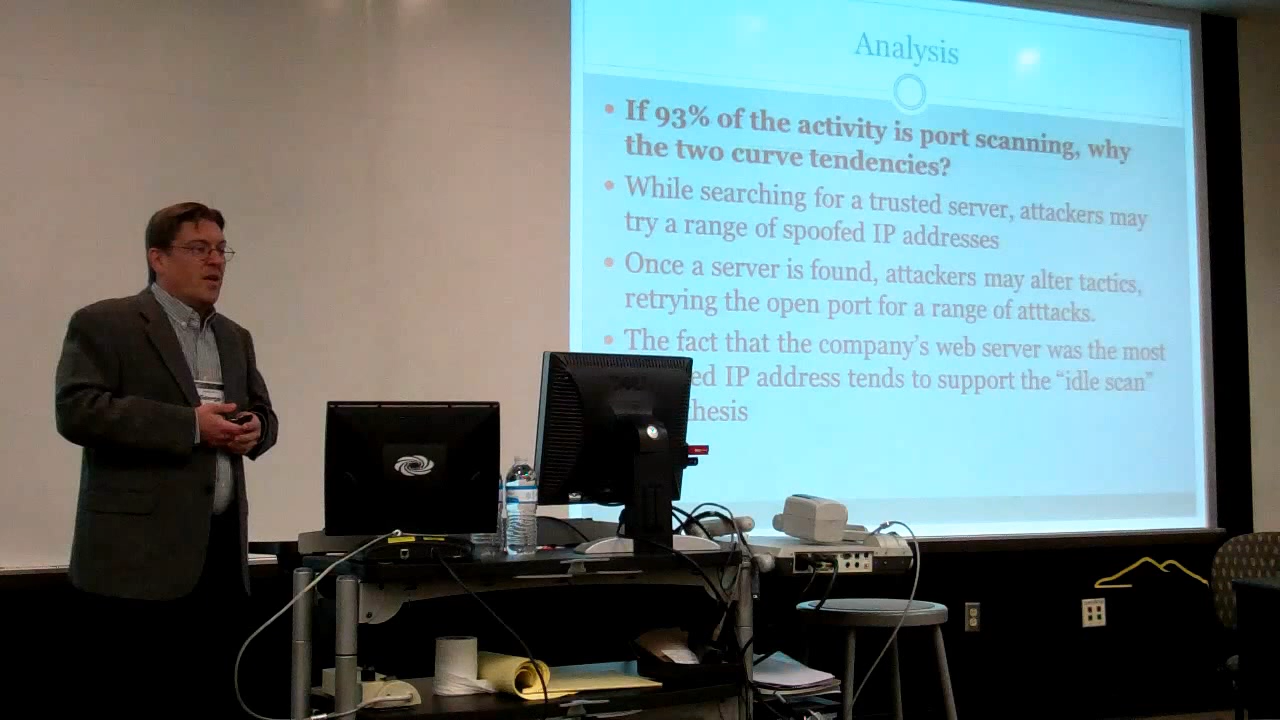 Analysis
• If 93% of the activity is port scanning, why
the two curve tendencies?
• While searching for a trusted server, attackers may
try a range of spoofed IP addresses
• Once a server is found, attackers may alter tactics,
retrying the open port for a range of atttacks.
• The fact that the company's web server was the most
ed IP address tends to support the "idle scan"
thesis
DELL